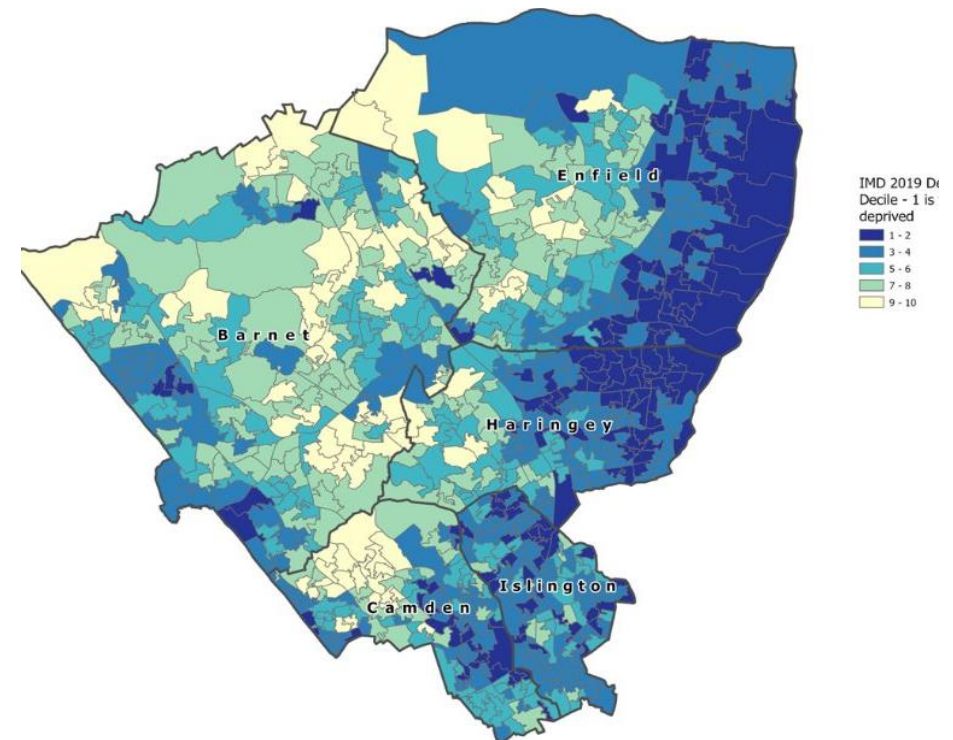 Enfield
Barnet
Haringey
Islington
Camden
IMD 2019 De
Decile - 1 is
deprived
1 - 2
3 - 4
5 - 6
7 - 8
9 - 10